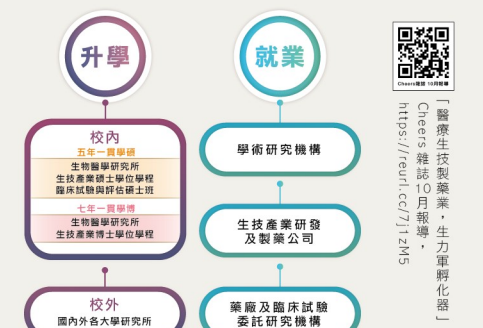 升學
校內
五年一貫學碩
生物醫學研究所
生技產業碩士學位學程
臨床試驗與評估碩士班
七年一貫學博
生物醫學研究所
生技產業博士學位學程
校外
國內外各大學研究所
就業
學術研究機構
生技產業研發
及製藥公司
藥廠及臨床試驗
委託研究機構
Cheers雜誌 10月報導
「醫療生技製藥業，生力軍孵化器」
Cheers 雜誌10月報導，
https://reurl.cc/7j1zM5